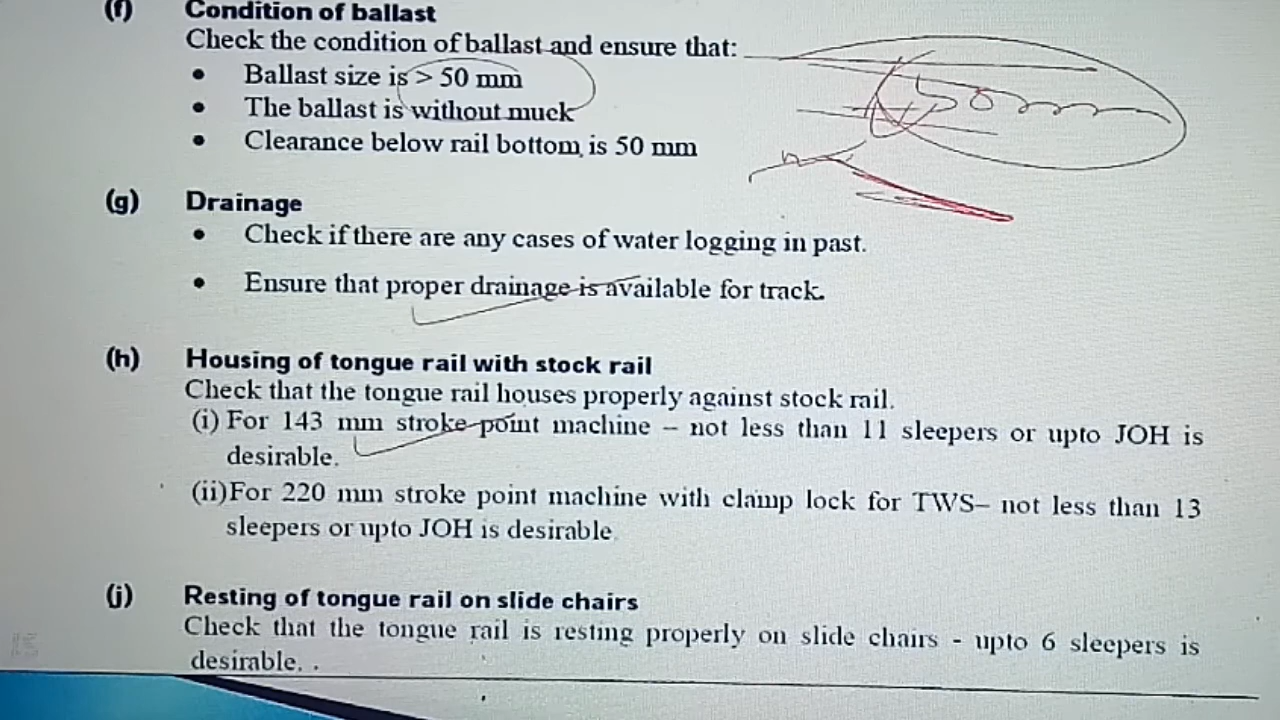 (f) Condition of ballast
Check the condition of ballast and ensure that:
• Ballast size is > 50 mm
50mm
• The ballast is without muck
• Clearance below rail bottom is 50 mm
(g) Drainage
• Check if there are any cases of water logging in past.
• Ensure that proper drainage is available for track.
(h) Housing of tongue rail with stock rail
Check that the tongue rail houses properly against stock rail.
(i) For 143 mm stroke point machine – not less than 11 sleepers or upto JOH is
desirable.
(ii)For 220 mm stroke point machine with clamp lock for TWS– not less than 13
sleepers or upto JOH is desirable
(j) Resting of tongue rail on slide chairs
Check that the tongue rail is resting properly on slide chairs - upto 6 sleepers is
desirable. .
15